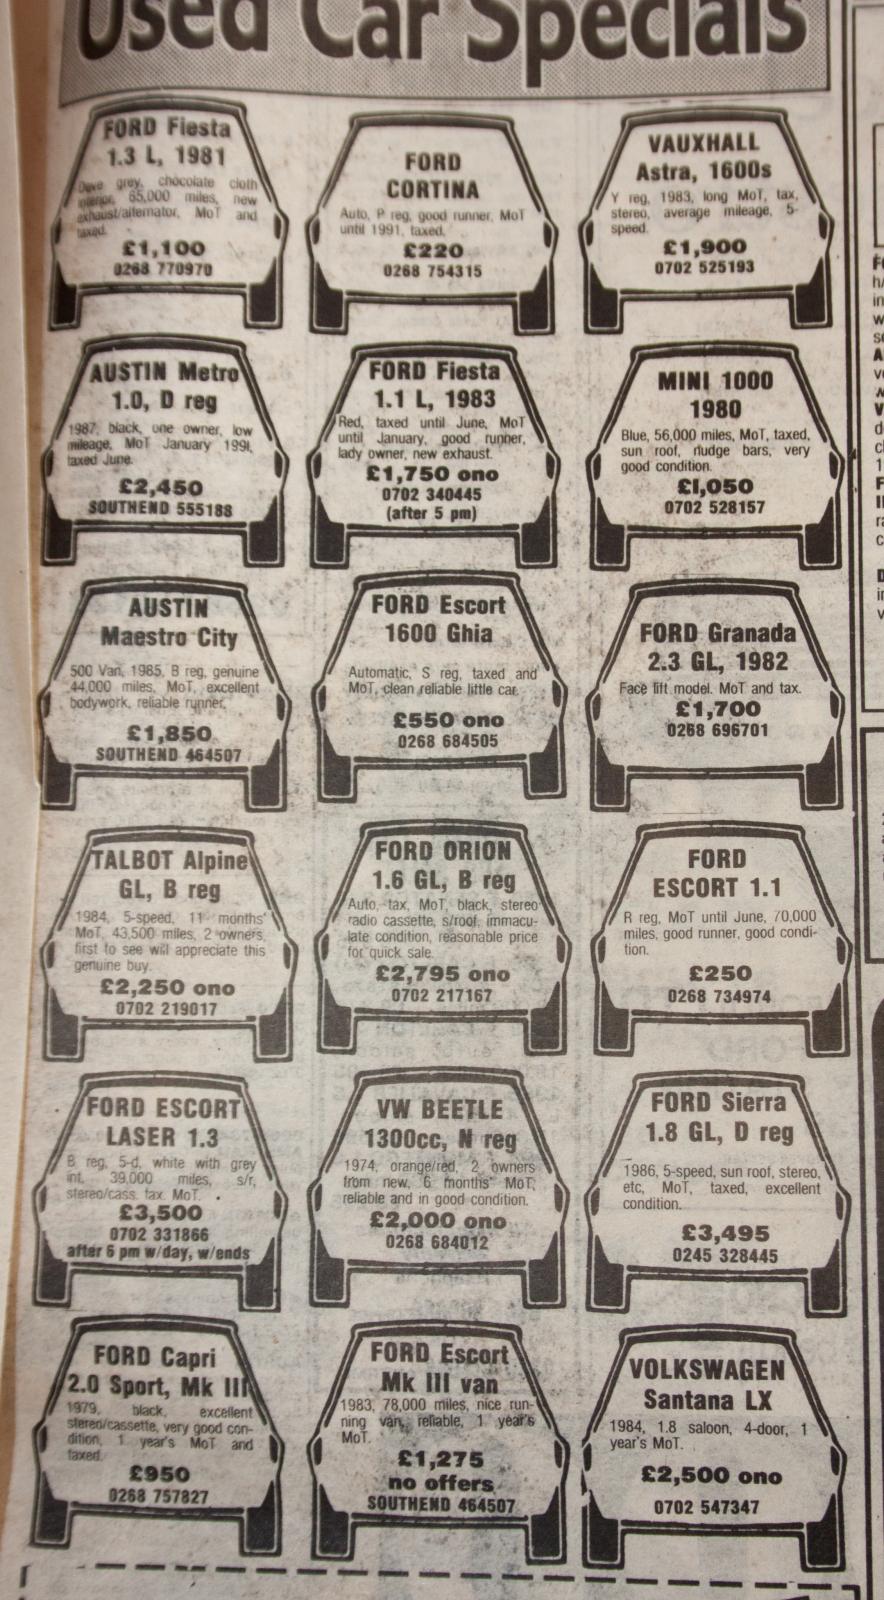 Used Car Specials
FORD Fiesta
1.3 L, 1981
Dove grey, chocolate cloth
interior, 65,000 miles, new
exhaust/alternator, MoT and
taxed.
£1,100
0268 770970
FORD
CORTINA
Auto, P reg, good runner, MoT
until 1991, taxed.
£220
0268 754315
VAUXHALL
Astra, 1600s
Y reg, 1983, long MoT, tax,
stereo, average mileage, 5-
speed.
£1,900
0702 525193
AUSTIN Metro
1.0, D reg
1987, black, one owner, low
mileage, MoT January 1991,
taxed June.
£2,450
SOUTHEND 555188
FORD Fiesta
1.1 L, 1983
Red, taxed until June, MoT
until January, good runner,
lady owner, new exhaust.
£1,750 ono
0702 340445
(after 5 pm)
MINI 1000
1980
Blue, 56,000 miles, MoT, taxed,
sun roof, nudge bars, very
good condition.
£1,050
0702 528157
AUSTIN
Maestro City
500 Van, 1985, B reg, genuine
44,000 miles, MoT, excellent
bodywork, reliable runner.
£1,850
SOUTHEND 464507
FORD Escort
1600 Ghia
Automatic, S reg, taxed and
MoT, clean reliable little car.
£550 ono
0268 684505
FORD Granada
2.3 GL, 1982
Face lift model. MoT and tax.
£1,700
0268 696701
TALBOT Alpine
GL, B reg
1984, 5-speed, 11 months'
MoT, 43,500 miles, 2 owners,
first to see will appreciate this
genuine buy.
£2,250 ono
0702 219017
FORD ORION
1.6 GL, B reg
Auto, tax, MoT, black, stereo
radio cassette, s/roof, immacu-
late condition, reasonable price
for quick sale.
£2,795 ono
0702 217167
FORD
ESCORT 1.1
R reg, MoT until June, 70,000
miles, good runner, good condi-
tion.
£250
0268 734974
FORD ESCORT
LASER 1.3
B reg, 5-d, white with grey
int, 39,000 miles, s/r,
stereo/cass. tax. MoT.
£3,500
0702 331866
after 6 pm w/day, w/ends
VW BEETLE
1300cc, N reg
1974, orange/red, 2 owners
from new, 6 months' MoT,
reliable and in good condition.
£2,000 ono
0268 684012
FORD Sierra
1.8 GL, D reg
1986, 5-speed, sun roof, stereo,
etc, MoT, taxed, excellent
condition.
£3,495
0245 328445
FORD Capri
2.0 Sport, Mk III
1979, black, excellent
stereo/cassette, very good con-
dition, 1 year's MoT and
taxed.
£950
0268 757827
FORD Escort
Mk III van
1983, 78,000 miles, nice run-
ning van, reliable, 1 year's
MoT.
£1,275
no offers
SOUTHEND 464507
VOLKSWAGEN
Santana LX
1984, 1.8 saloon, 4-door, 1
year's MoT.
£2,500 ono
0702 547347